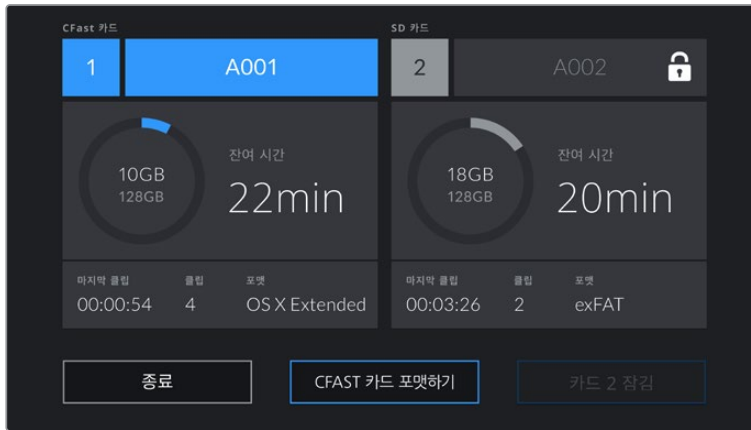 CFast 카드
1
A001
10GB
128GB
잔여 시간
22min
마지막 클립
클립
포맷
00:00:54
4
OS X Extended
SD 카드
2
A002
18GB
128GB
잔여 시간
20min
마지막 클립
클립
포맷
00:03:26
2
exFAT
종료
CFAST 카드 포맷하기
카드 2 잠김